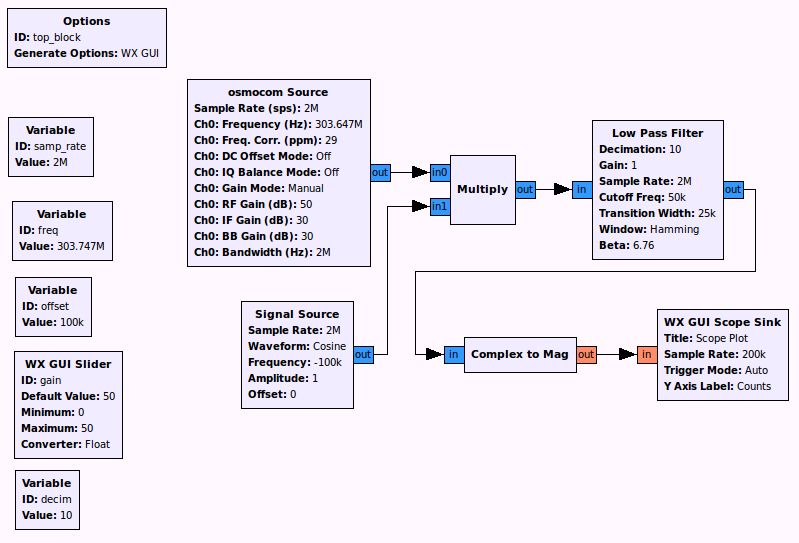 Options
ID: top_block
Generate Options: WX GUI
Variable
ID: samp_rate
Value: 2M
Variable
ID: freq
Value: 303.747M
Variable
ID: offset
Value: 100k
WX GUI Slider
ID: gain
Default Value: 50
Minimum: 0
Maximum: 50
Converter: Float
Variable
ID: decim
Value: 10
osmocom Source
Sample Rate (sps): 2M
Ch0: Frequency (Hz): 303.647M
Ch0: Freq. Corr. (ppm): 29
Ch0: DC Offset Mode: Off
Ch0: IQ Balance Mode: Off
Ch0: Gain Mode: Manual
Ch0: RF Gain (dB): 50
Ch0: IF Gain (dB): 30
Ch0: BB Gain (dB): 30
Ch0: Bandwidth (Hz): 2M
out
Signal Source
Sample Rate: 2M
Waveform: Cosine
Frequency: -100k
Amplitude: 1
Offset: 0
out
in0
in1
Multiply
out
in
Low Pass Filter
Decimation: 10
Gain: 1
Sample Rate: 2M
Cutoff Freq: 50k
Transition Width: 25k
Window: Hamming
Beta: 6.76
out
in
Complex to Mag
out
in
WX GUI Scope Sink
Title: Scope Plot
Sample Rate: 200k
Trigger Mode: Auto
Y Axis Label: Counts